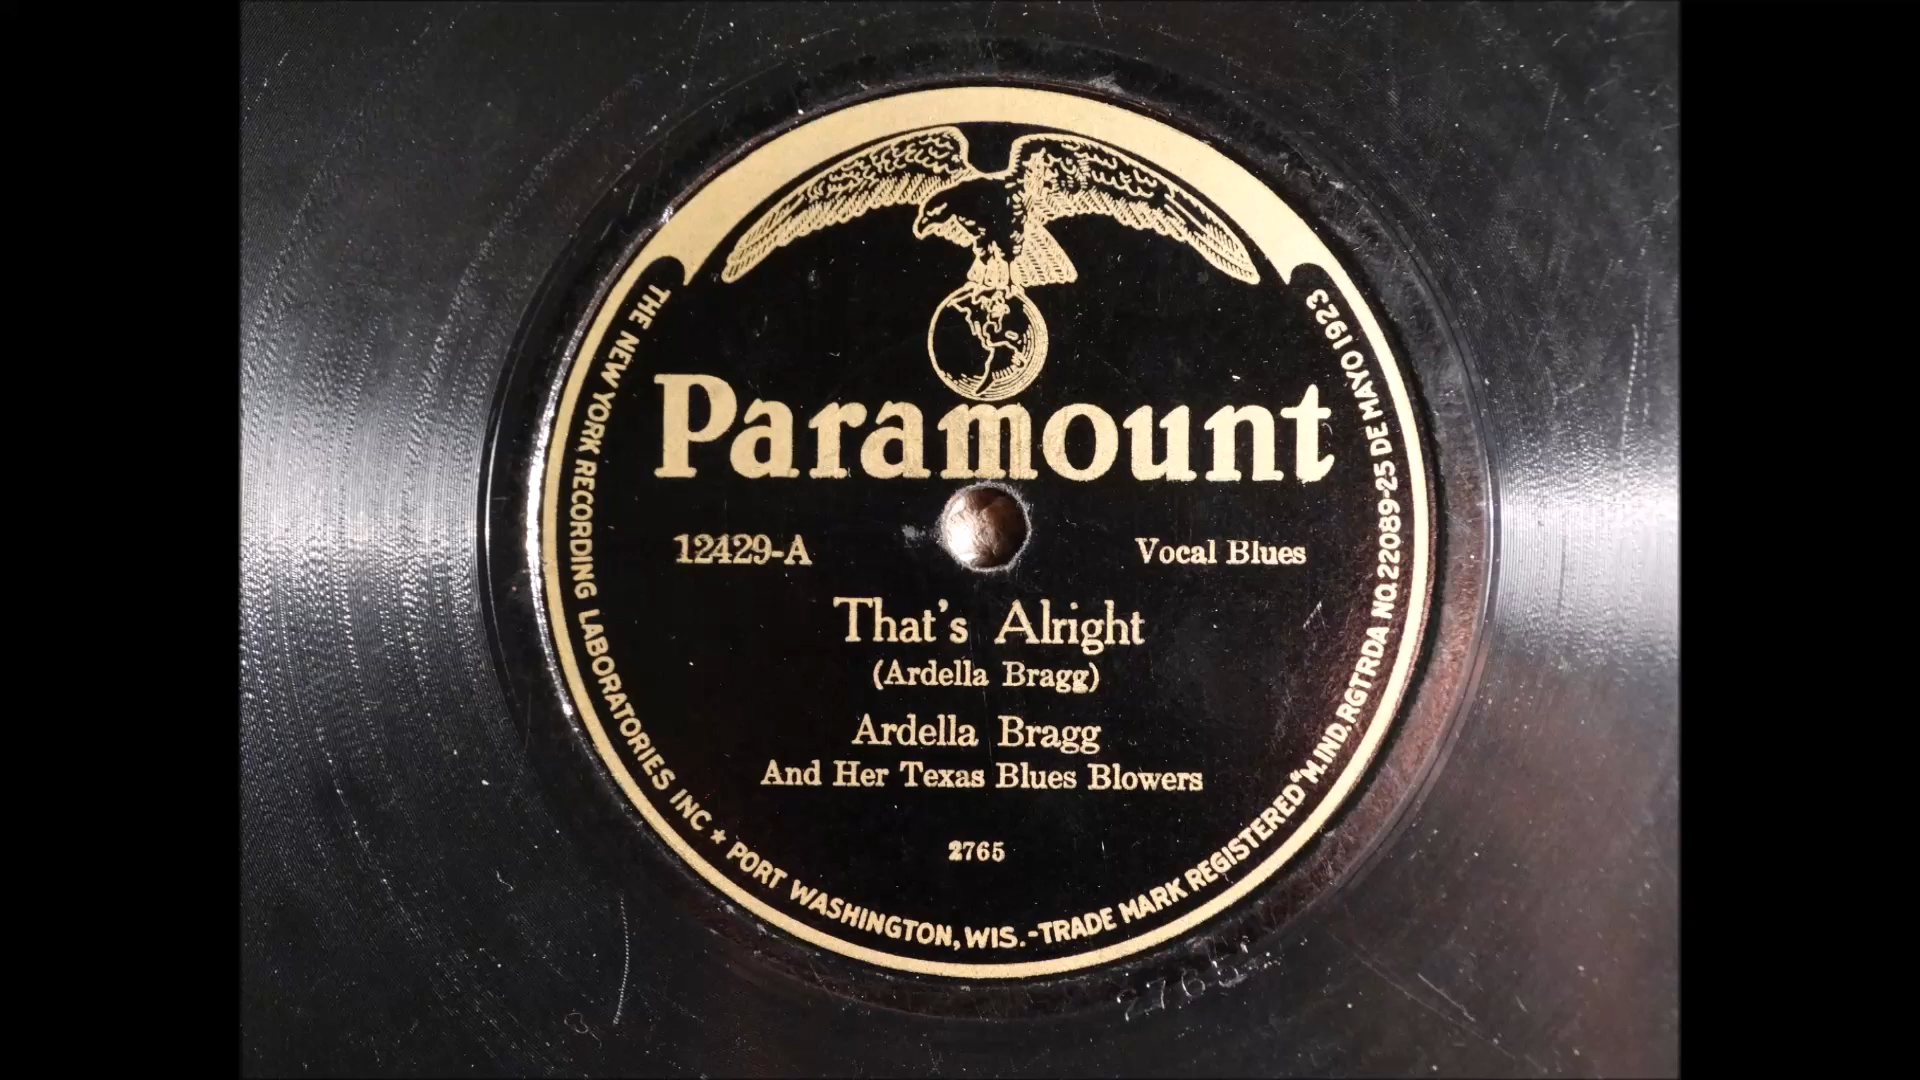 Paramount
12429-A
Vocal Blues
That's Alright
(Ardella Bragg)
Ardella Bragg
And Her Texas Blues Blowers
2765
THE NEW YORK RECORDING LABORATORIES INC ★ PORT WASHINGTON, WIS.-TRADE MARK REGISTERED "M.IND.RGTRDA NO.22089-25 DE MAYO 1923
2765